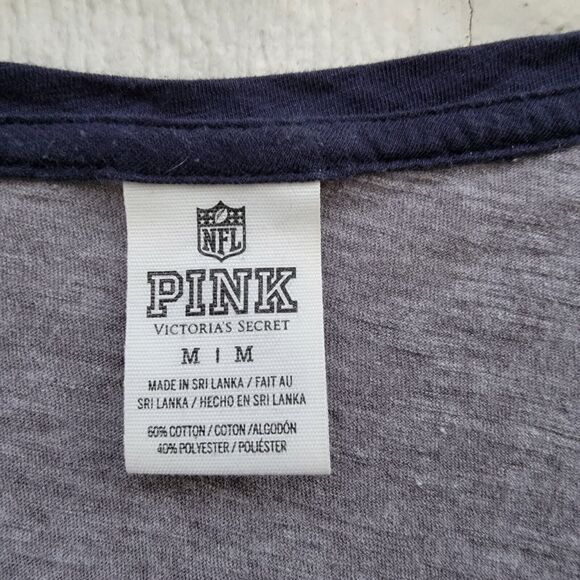 NFL
PINK
VICTORIA'S SECRET
M | M
MADE IN SRI LANKA / FAIT AU
SRI LANKA / HECHO EN SRI LANKA
60% COTTON / COTON / ALGODÓN
40% POLYESTER / POLIÉSTER